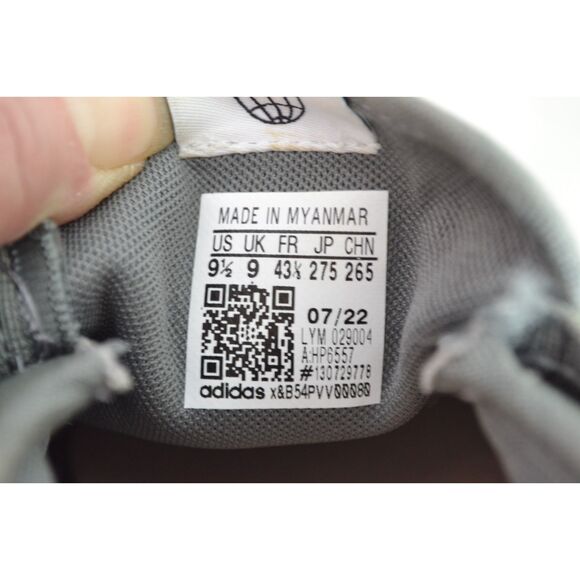 MADE IN MYANMAR
US UK FR JP CHN
9½ 9 43⅓ 275 265
07/22
LYM 029004
A:HP6557
#130729778
adidas x&B54PVV00080